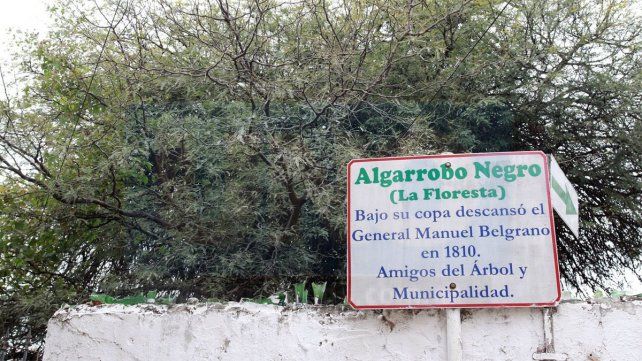 Algarrobo Negro
(La Floresta)
Bajo su copa descansó el
General Manuel Belgrano
en 1810.
Amigos del Árbol y
Municipalidad.